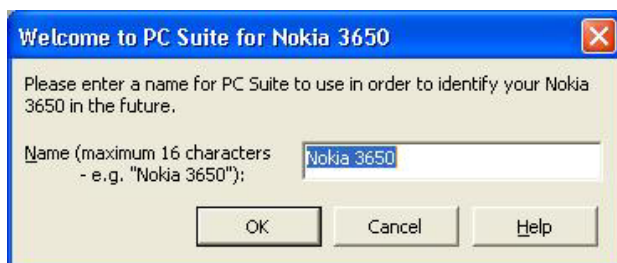 Welcome to PC Suite for Nokia 3650
Please enter a name for PC Suite to use in order to identify your Nokia
3650 in the future.
Name (maximum 16 characters
- e.g. "Nokia 3650"):
Nokia 3650
OK Cancel Help